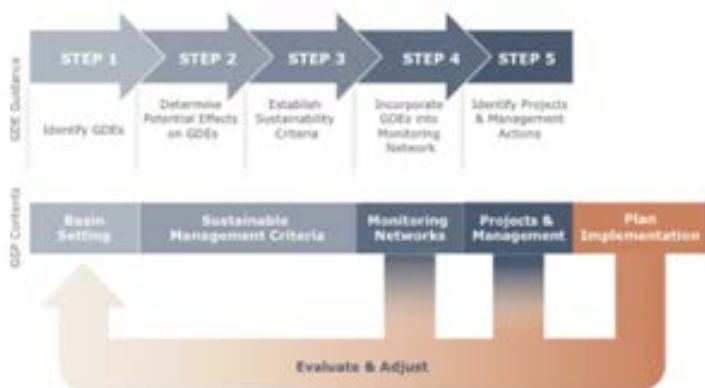 GDE Guidance
STEP 1
STEP 2
STEP 3
STEP 4
STEP 5
Identify GDEs
Determine
Potential Effects
on GDEs
Establish
Sustainability
Criteria
Incorporate
GDEs into
Monitoring
Network
Identify Projects
& Management
Actions
GSP Contents
Basin
Setting
Sustainable
Management Criteria
Monitoring
Networks
Projects &
Management
Plan
Implementation
Evaluate & Adjust